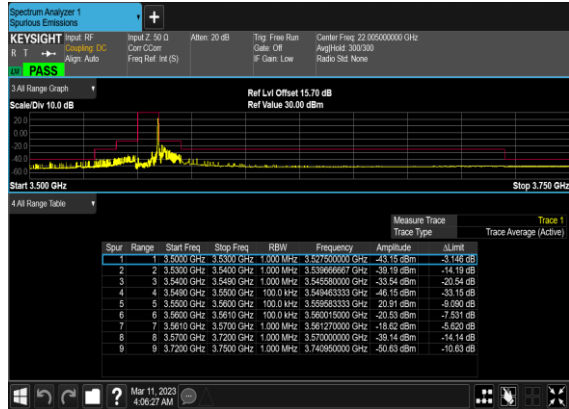 Spectrum Analyzer 1
Spurious Emissions
+
KEYSIGHT Input: RF Input Z: 50 Ω Atten: 20 dB Trig: Free Run Center Freq: 22.005000000 GHz
R T Coupling: DC Corr CCorr Gate: Off Avg|Hold: 300/300
Align: Auto Freq Ref: Int (S) IF Gain: Low Radio Std: None
PASS
3 All Range Graph Ref Lvl Offset 15.70 dB
Scale/Div 10.0 dB Ref Value 30.00 dBm
20.0
0.00
-20.0
-40.0
-60.0
Start 3.500 GHz Stop 3.750 GHz
4 All Range Table
Measure Trace Trace 1
Trace Type Trace Average (Active)
Spur Range Start Freq Stop Freq RBW Frequency Amplitude ΔLimit
1 1 3.5000 GHz 3.5300 GHz 1.000 MHz 3.527500000 GHz -43.15 dBm -3.146 dB
2 2 3.5300 GHz 3.5400 GHz 1.000 MHz 3.539666667 GHz -39.19 dBm -14.19 dB
3 3 3.5400 GHz 3.5490 GHz 1.000 MHz 3.545580000 GHz -33.54 dBm -20.54 dB
4 4 3.5490 GHz 3.5500 GHz 100.0 kHz 3.549463333 GHz -46.15 dBm -33.15 dB
5 5 3.5500 GHz 3.5600 GHz 100.0 kHz 3.559583333 GHz 20.91 dBm -9.090 dB
6 6 3.5600 GHz 3.5610 GHz 100.0 kHz 3.560015000 GHz -20.53 dBm -7.531 dB
7 7 3.5610 GHz 3.5700 GHz 1.000 MHz 3.561270000 GHz -18.62 dBm -5.620 dB
8 8 3.5700 GHz 3.7200 GHz 1.000 MHz 3.570000000 GHz -39.14 dBm -14.14 dB
9 9 3.7200 GHz 3.7500 GHz 1.000 MHz 3.740950000 GHz -50.63 dBm -10.63 dB
? Mar 11, 2023
4:06:27 AM